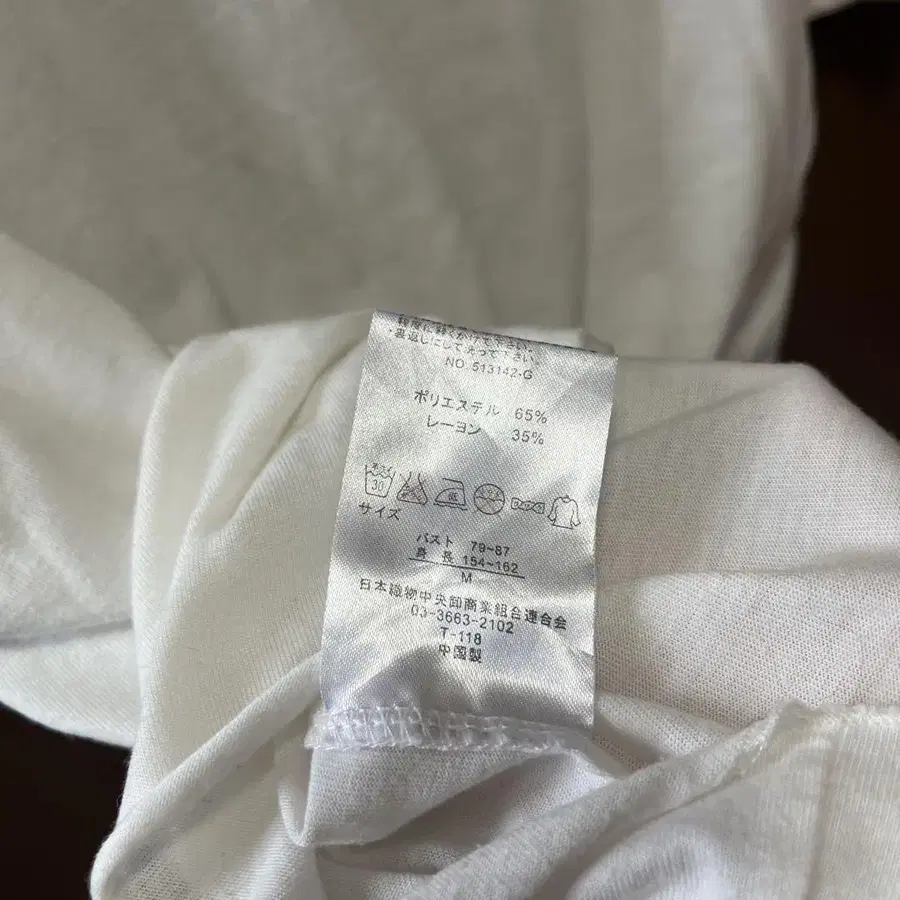 ・裏返しにして洗って下さい。
NO 513142-G
ポリエステル 65%
レーヨン 35%
30
サイズ
バスト 79~87
身長 154~162
M
日本織物中央卸商業組合連合会
03-3663-2102
T-118
中国製